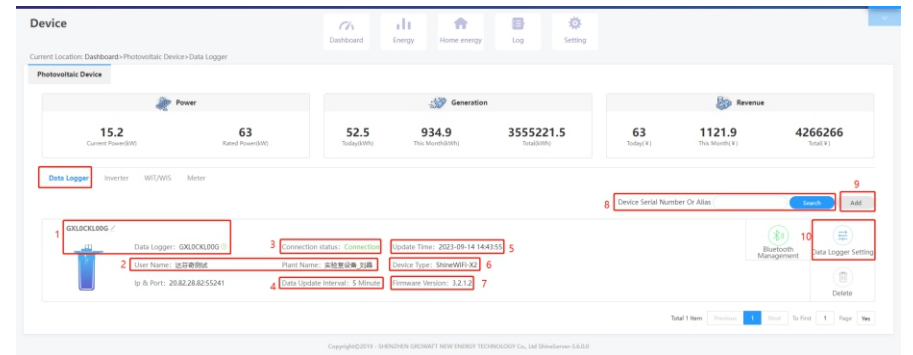 Device
Dashboard Energy Home energy Log Setting
Current Location: Dashboard>Photovoltaic Device>Data Logger
Photovoltaic Device
Power Generation Revenue
15.2 63 52.5 934.9 3555221.5 63 1121.9 4266266
Current Power(kW) Rated Power(kW) Today(kWh) This Month(kWh) Total(kWh) Today(¥) This Month(¥) Total(¥)
Data Logger Inverter WIT/WIS Meter
9
8 Device Serial Number Or Alias Search Add
1 GXL0CKL00G 10
Data Logger: GXL0CKL00G 3 Connection status: Connection Update Time: 2023-09-14 14:43:55 5
Bluetooth Management Data Logger Setting
2 User Name: 达芬奇测试 Plant Name: 实验室设备_刘鑫 Device Type: ShineWIFI-X2 6
Ip & Port: 20.82.28.82:55241 4 Data Update Interval: 5 Minute Firmware Version: 3.2.1.2 7
Delete
Total 1 Item Previous 1 Next To First 1 Page Yes
Copyright©2019 - SHENZHEN GROWATT NEW ENERGY TECHNOLOGY Co., Ltd ShineServer-3.6.0.0